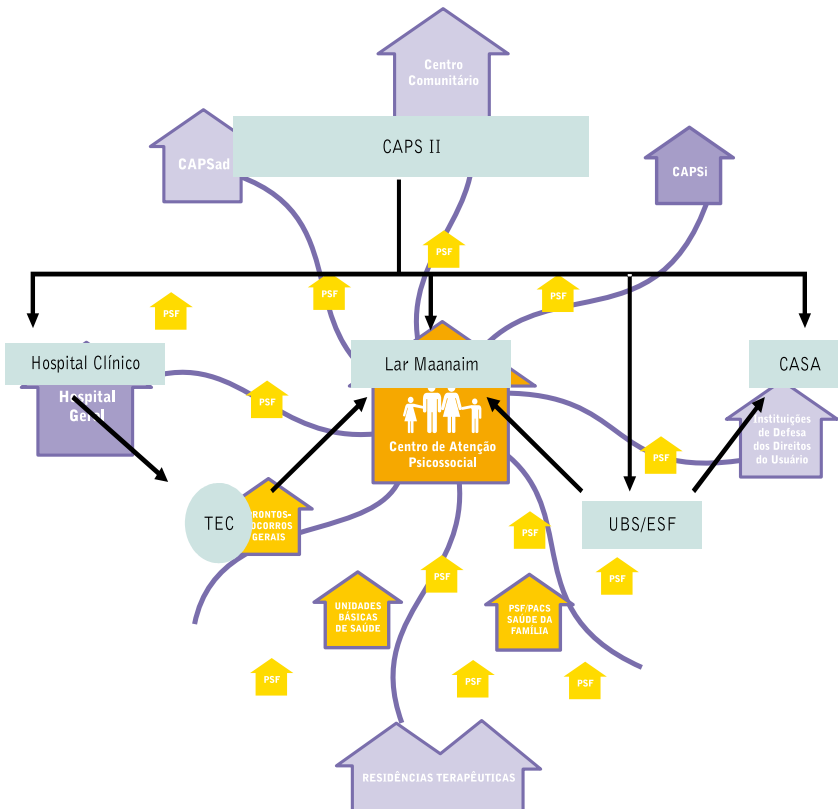 Centro
Comunitário
CAPSad
CAPS II
CAPSi
PSF
PSF
PSF
PSF
Hospital Clínico
Lar Maanaim
CASA
Hospital
Geral
PSF
Centro de Atenção
Psicossocial
Instituições
de Defesa
dos Direitos
do Usuário
PSF
TEC
PRONTOS-
SOCORROS
GERAIS
UBS/ESF
PSF
PSF
PSF
UNIDADES
BÁSICAS
DE SAÚDE
PSF/PACS
SAÚDE DA
FAMÍLIA
PSF
PSF
PSF
RESIDÊNCIAS TERAPÊUTICAS